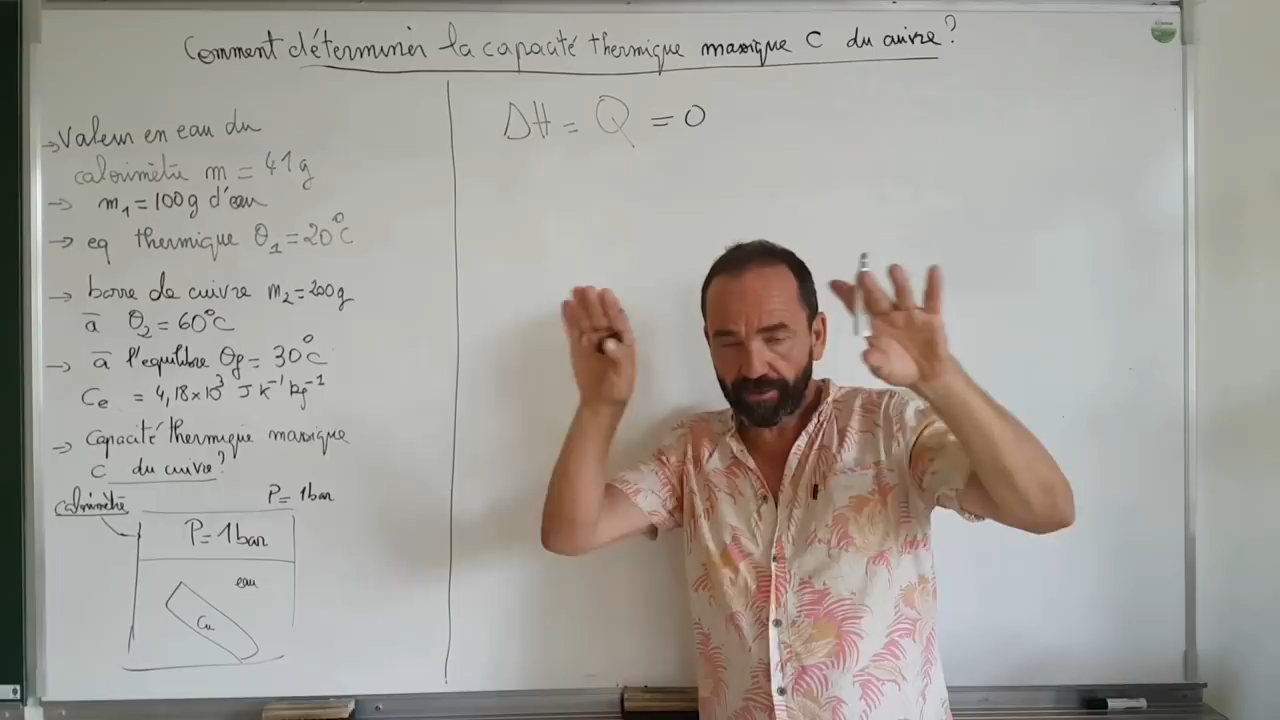 Comment déterminer la capacité thermique massique c du cuivre?
→ Valeur en eau du
calorimètre m = 41g
→ m₁ = 100g d'eau
→ eq thermique θ₁ = 20°C
→ barre de cuivre m₂ = 200g
à θ₂ = 60°C
→ à l'equilibre θf = 30°C
Ce = 4,18×10³ J K⁻¹ kg⁻¹
→ Capacité thermique massique
c du cuivre?
calorimètre
P = 1bar
P = 1bar
eau
Cu
ΔH = Q = 0